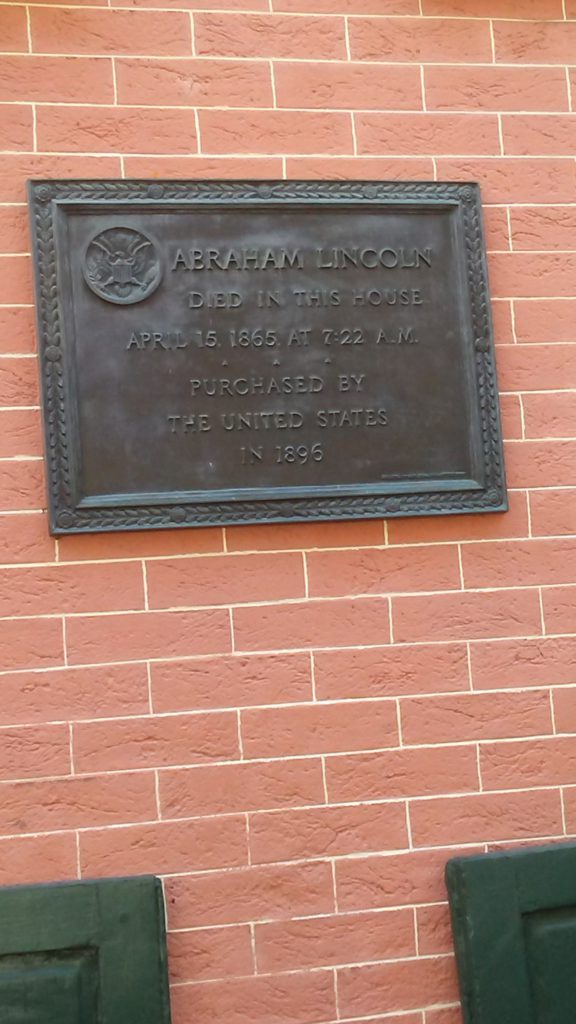 ABRAHAM LINCOLN
DIED IN THIS HOUSE
APRIL 15, 1865, AT 7:22 A.M.
PURCHASED BY
THE UNITED STATES
IN 1896